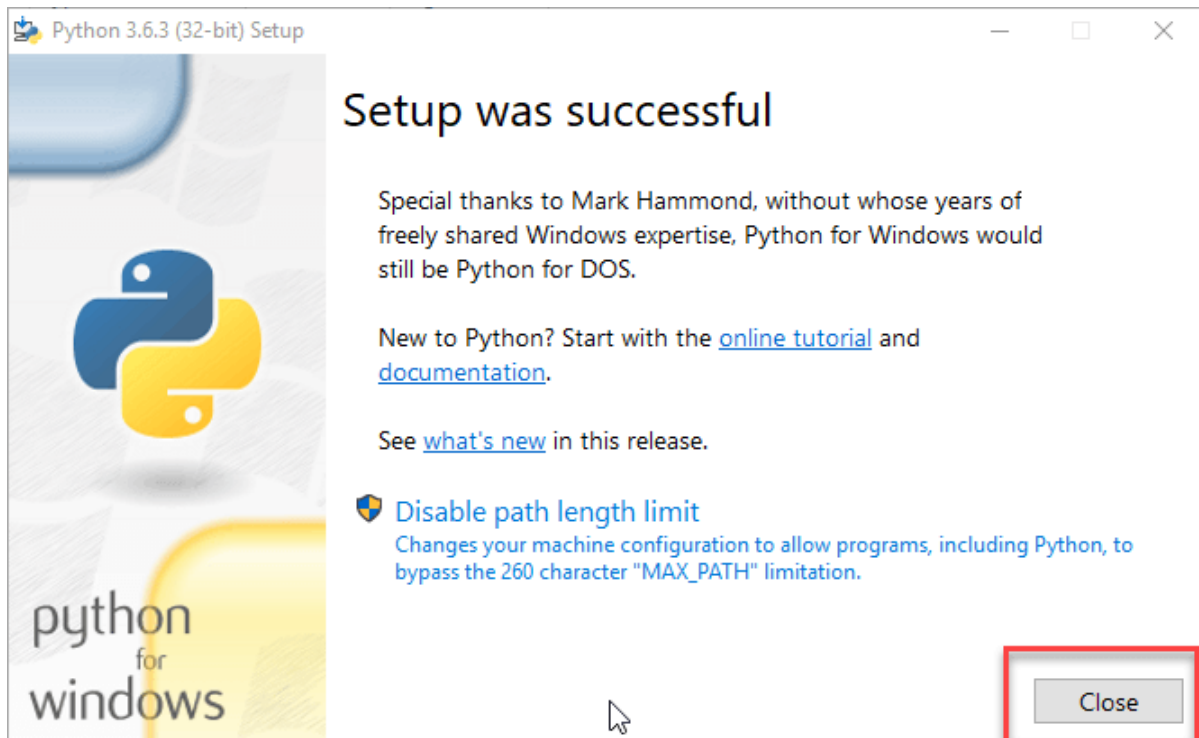 Python 3.6.3 (32-bit) Setup
Setup was successful
Special thanks to Mark Hammond, without whose years of
freely shared Windows expertise, Python for Windows would
still be Python for DOS.
New to Python? Start with the online tutorial and
documentation.
See what's new in this release.
Disable path length limit
Changes your machine configuration to allow programs, including Python, to
bypass the 260 character "MAX_PATH" limitation.
python
for
windows
Close